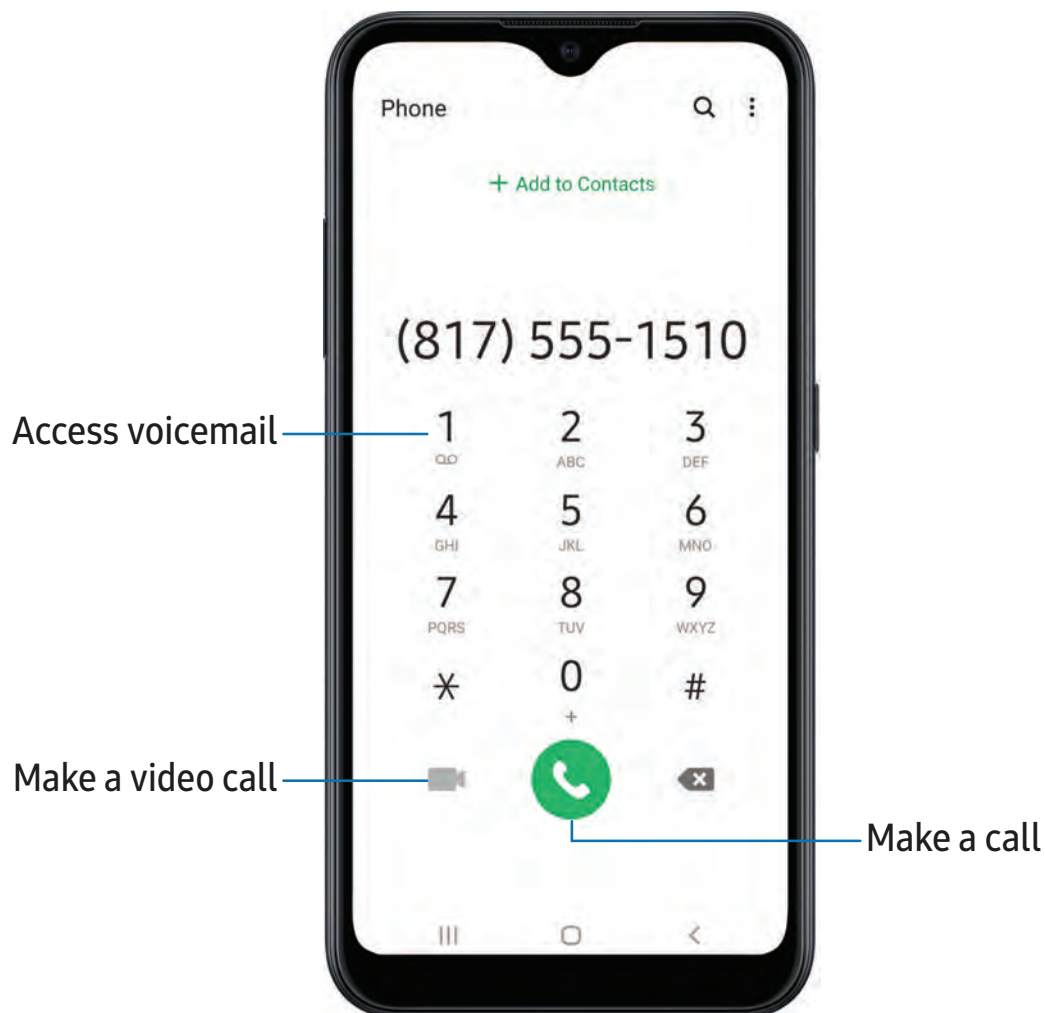 Phone
+ Add to Contacts
(817) 555-1510
Access voicemail
1 2 3
ABC DEF
4 5 6
GHI JKL MNO
7 8 9
PQRS TUV WXYZ
* 0 #
+
Make a video call
Make a call